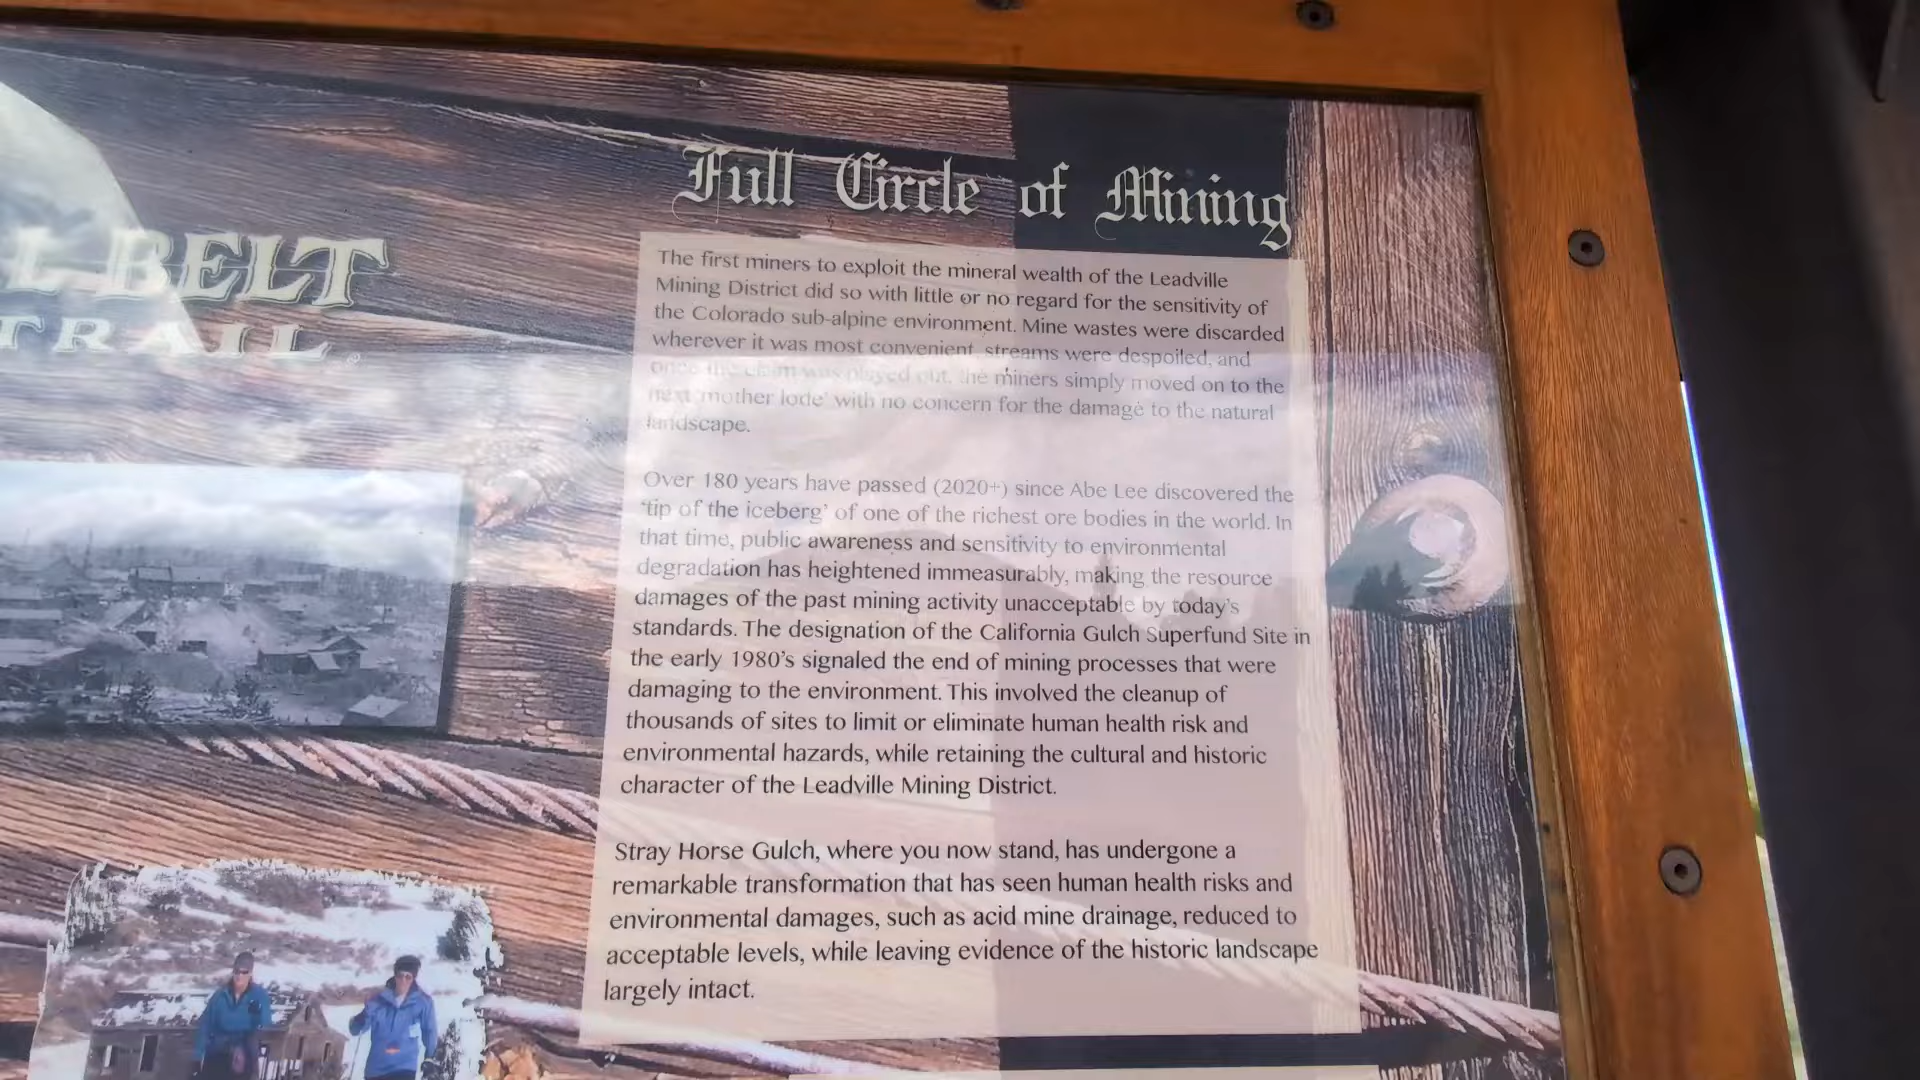 L BELT
TRAIL
Full Circle of Mining
The first miners to exploit the mineral wealth of the Leadville
Mining District did so with little or no regard for the sensitivity of
the Colorado sub-alpine environment. Mine wastes were discarded
wherever it was most convenient, streams were despoiled, and
once the claim was played out, the miners simply moved on to the
next 'mother lode' with no concern for the damage to the natural
landscape.
Over 180 years have passed (2020+) since Abe Lee discovered the
'tip of the iceberg' of one of the richest ore bodies in the world. In
that time, public awareness and sensitivity to environmental
degradation has heightened immeasurably, making the resource
damages of the past mining activity unacceptable by today's
standards. The designation of the California Gulch Superfund Site in
the early 1980's signaled the end of mining processes that were
damaging to the environment. This involved the cleanup of
thousands of sites to limit or eliminate human health risk and
environmental hazards, while retaining the cultural and historic
character of the Leadville Mining District.
Stray Horse Gulch, where you now stand, has undergone a
remarkable transformation that has seen human health risks and
environmental damages, such as acid mine drainage, reduced to
acceptable levels, while leaving evidence of the historic landscape
largely intact.